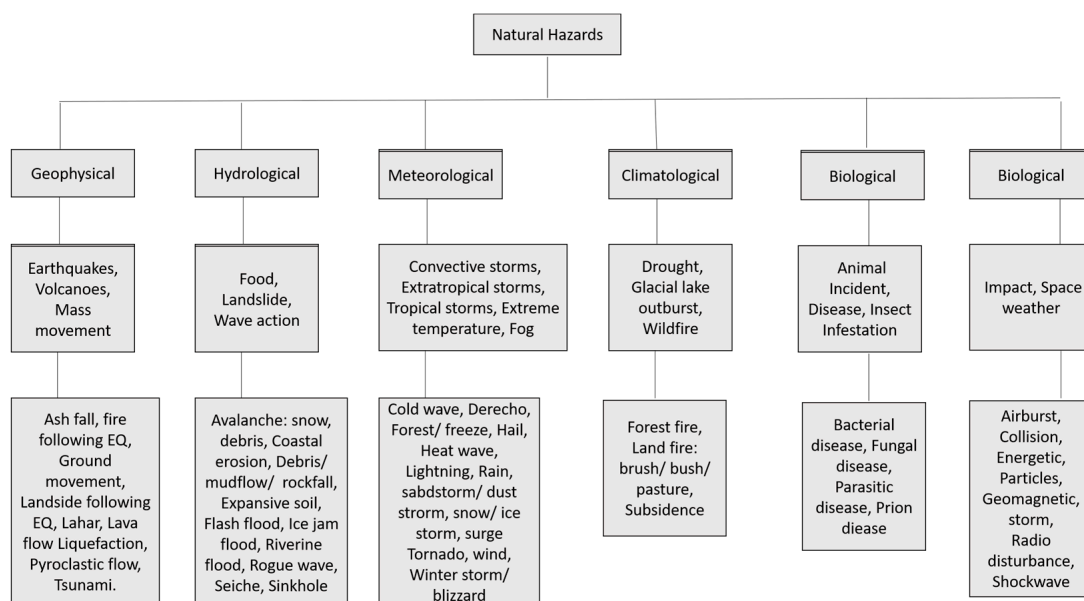 Natural Hazards
Geophysical
Hydrological
Meteorological
Climatological
Biological
Biological
Earthquakes,
Volcanoes,
Mass
movement
Food,
Landslide,
Wave action
Convective storms,
Extratropical storms,
Tropical storms, Extreme
temperature, Fog
Drought,
Glacial lake
outburst,
Wildfire
Animal
Incident,
Disease, Insect
Infestation
Impact, Space
weather
Ash fall, fire
following EQ,
Ground
movement,
Landside following
EQ, Lahar, Lava
flow Liquefaction,
Pyroclastic flow,
Tsunami.
Avalanche: snow,
debris, Coastal
erosion, Debris/
mudflow/ rockfall,
Expansive soil,
Flash flood, Ice jam
flood, Riverine
flood, Rogue wave,
Seiche, Sinkhole
Cold wave, Derecho,
Forest/ freeze, Hail,
Heat wave,
Lightning, Rain,
sabdstorm/ dust
strorm, snow/ ice
storm, surge
Tornado, wind,
Winter storm/
blizzard
Forest fire,
Land fire:
brush/ bush/
pasture,
Subsidence
Bacterial
disease, Fungal
disease,
Parasitic
disease, Prion
diease
Airburst,
Collision,
Energetic,
Particles,
Geomagnetic,
storm,
Radio
disturbance,
Shockwave